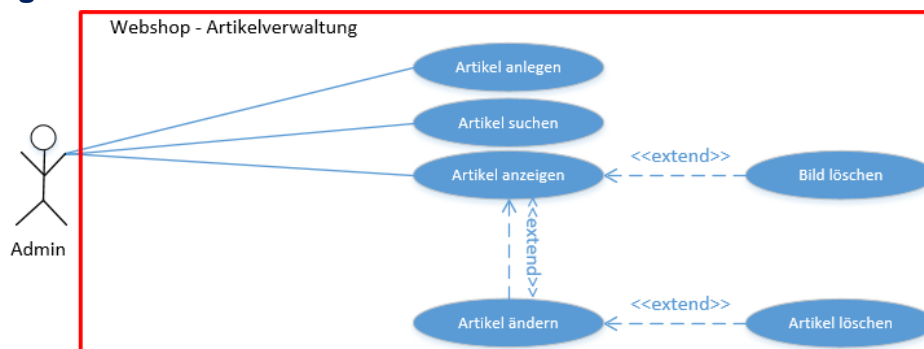 Webshop - Artikelverwaltung
Artikel anlegen
Artikel suchen
<<extend>>
Artikel anzeigen
Bild löschen
<<extend>>
Admin
<<extend>>
Artikel ändern
Artikel löschen